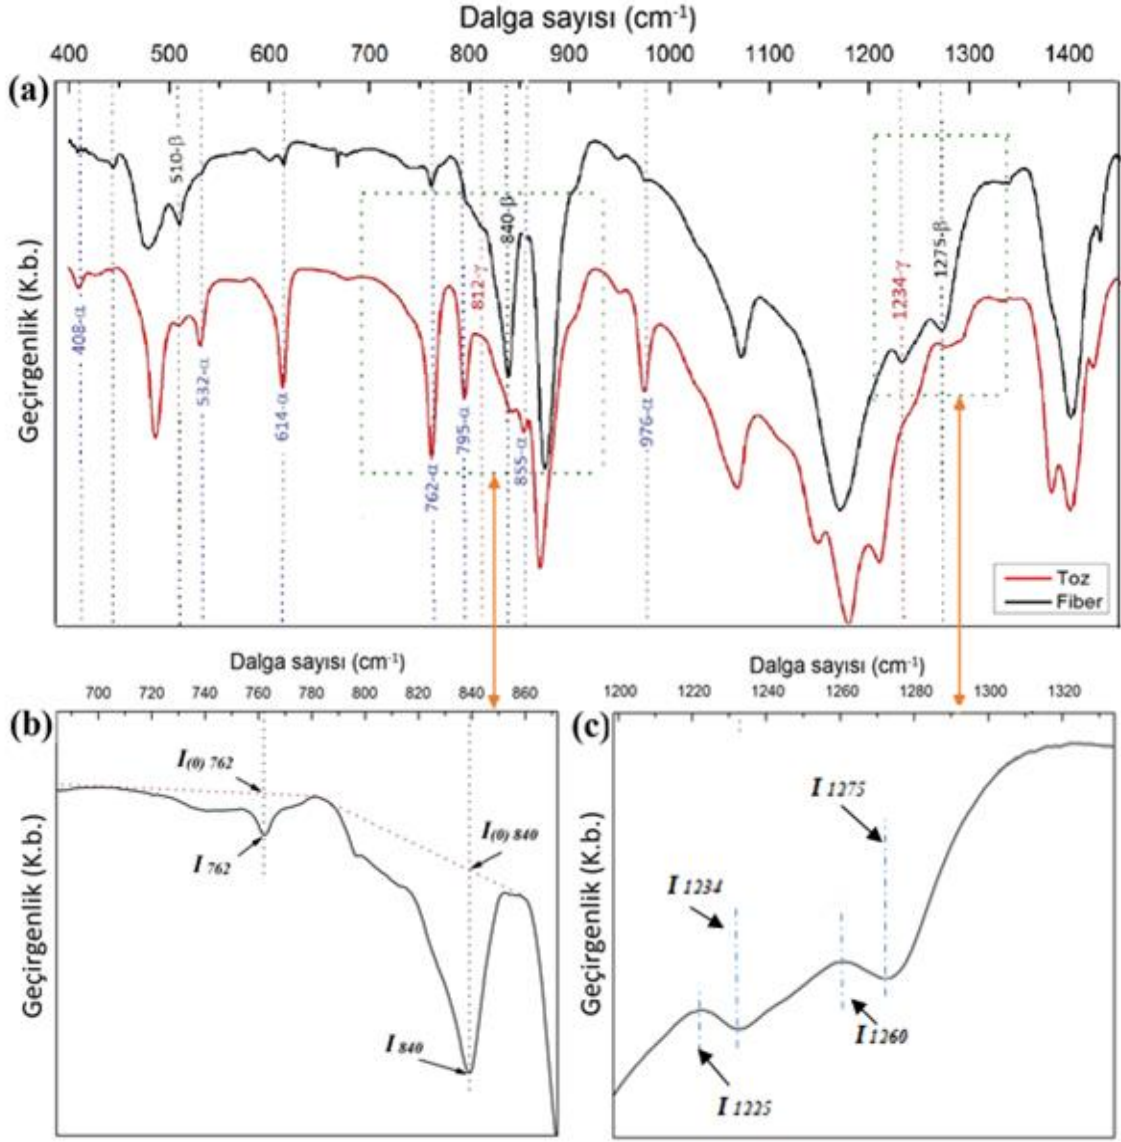 Dalga sayısı (cm⁻¹)
400 500 600 700 800 900 1000 1100 1200 1300 1400
(a)
Geçirgenlik (K.b.)
408-α
510-β
532-α
614-α
762-α
795-α
812-γ
840-β
855-α
976-α
1234-γ
1275-β
Toz
Fiber
Dalga sayısı (cm⁻¹)
700 720 740 760 780 800 820 840 860
(b)
Geçirgenlik (K.b.)
I(0) 762
I 762
I(0) 840
I 840
Dalga sayısı (cm⁻¹)
1200 1220 1240 1260 1280 1300 1320
(c)
Geçirgenlik (K.b.)
I 1275
I 1234
I 1260
I 1225